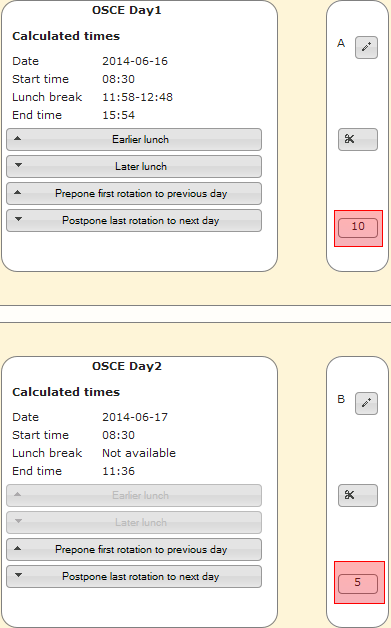 OSCE Day1
Calculated times
Date 2014-06-16
Start time 08:30
Lunch break 11:58-12:48
End time 15:54
Earlier lunch
Later lunch
Prepone first rotation to previous day
Postpone last rotation to next day
A
10
OSCE Day2
Calculated times
Date 2014-06-17
Start time 08:30
Lunch break Not available
End time 11:36
Earlier lunch
Later lunch
Prepone first rotation to previous day
Postpone last rotation to next day
B
5